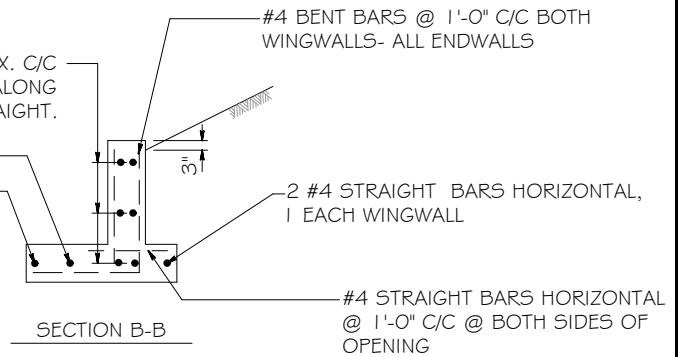 #4 BENT BARS @ 1'-0" C/C BOTH
WINGWALLS- ALL ENDWALLS
X. C/C
ALONG
AIGHT.
3"
2 #4 STRAIGHT BARS HORIZONTAL,
1 EACH WINGWALL
#4 STRAIGHT BARS HORIZONTAL
@ 1'-0" C/C @ BOTH SIDES OF
OPENING
SECTION B-B